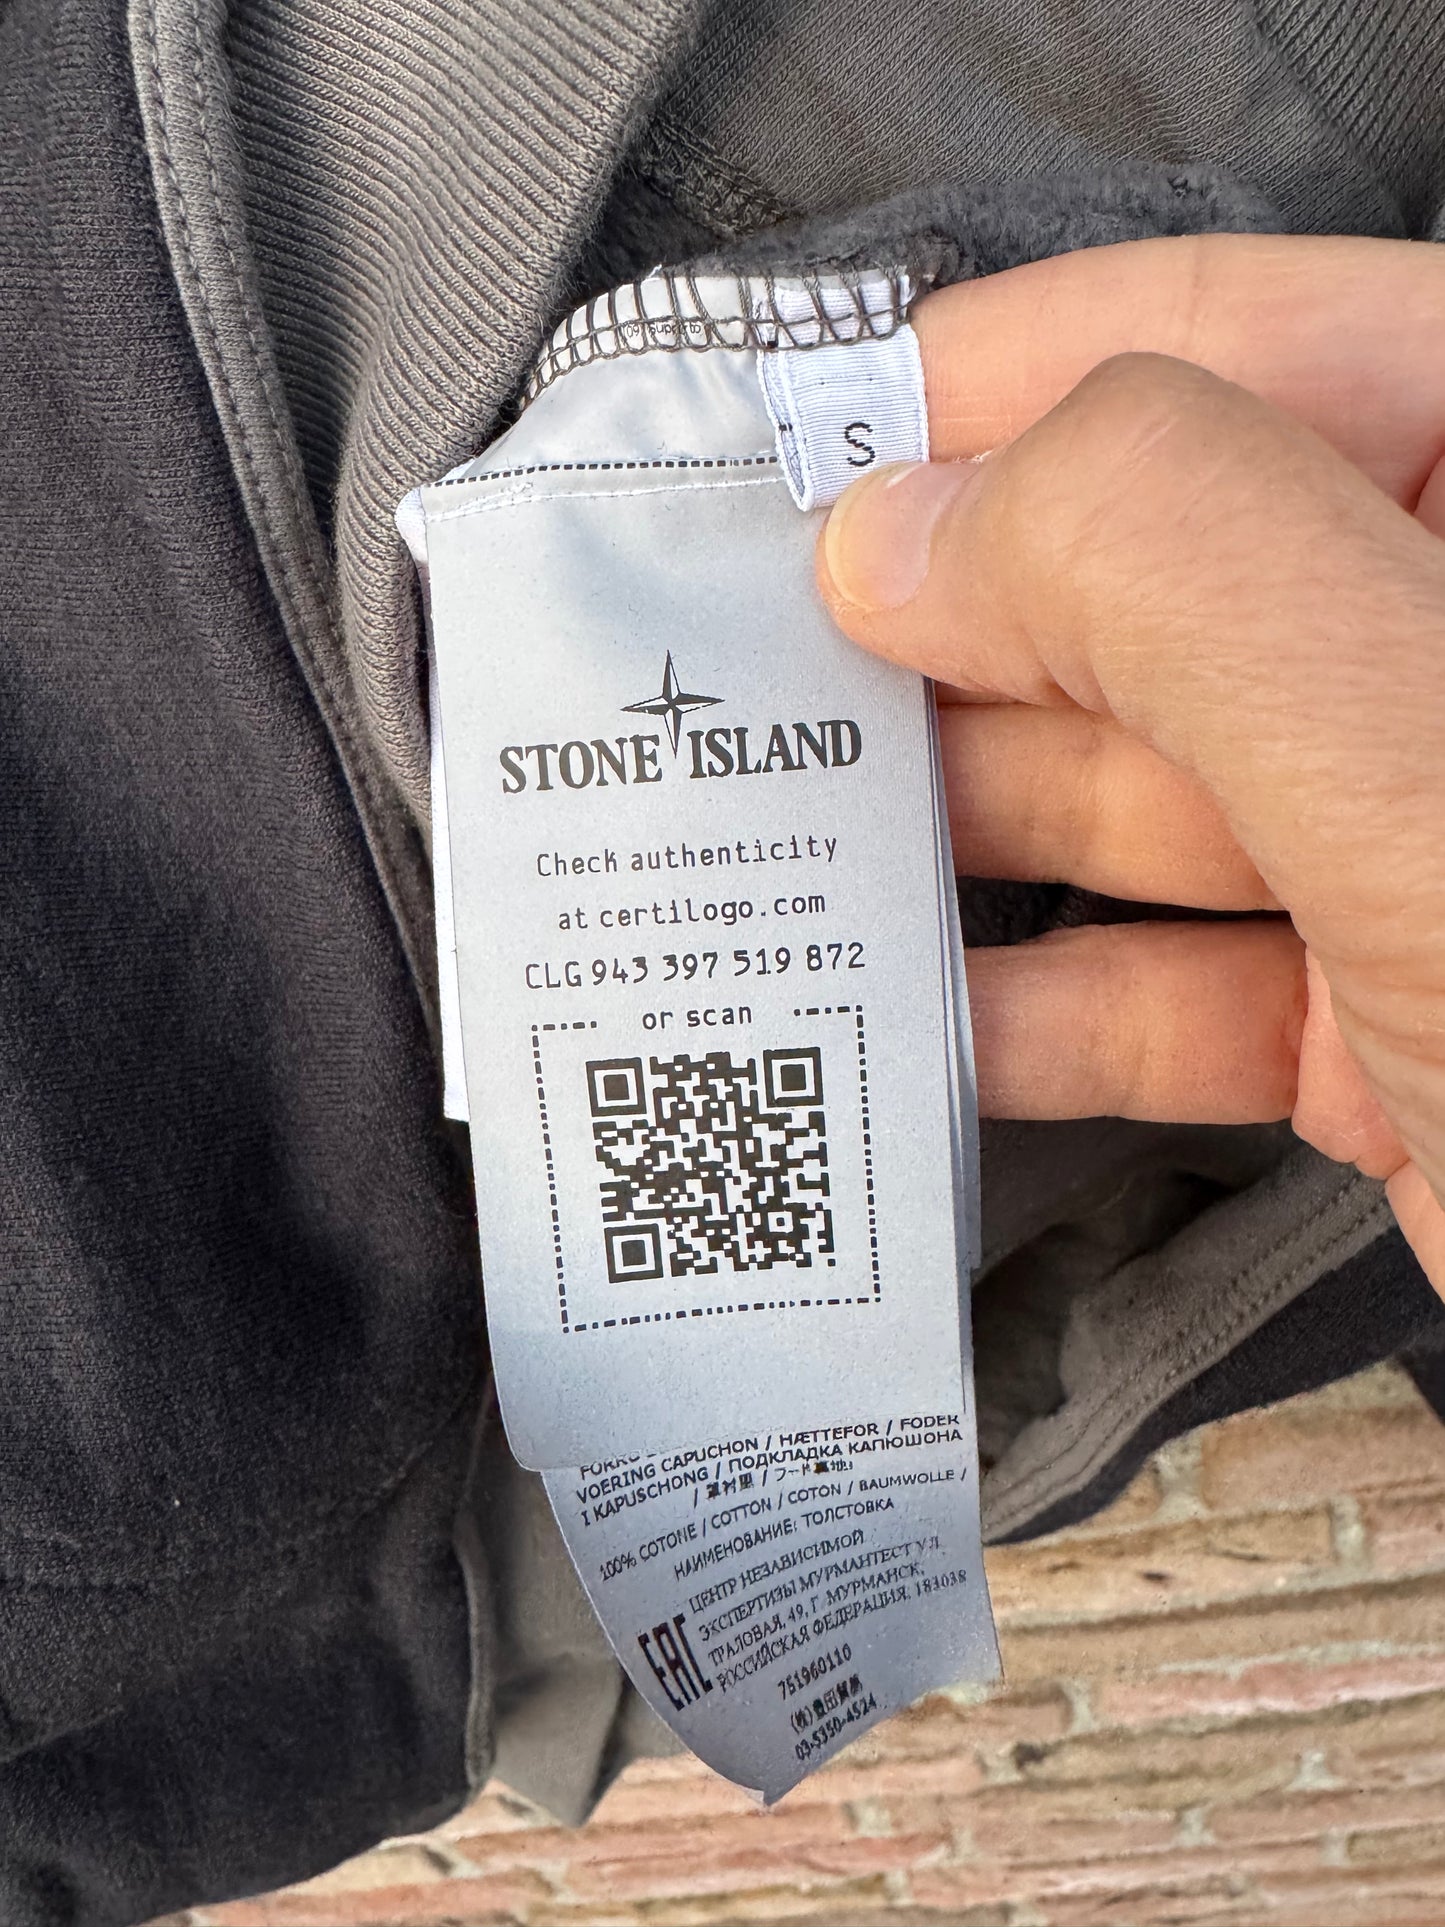 S
STONE ISLAND
Check authenticity
at certilogo.com
CLG 943 397 519 872
or scan
CAPUCHON / HÆTTEFOR / FODER
VOERING CAPUCHON / ПОДКЛАДКА КАПЮШОНА
I KAPUSCHONG /
100% COTONE / COTTON / COTON / BAUMWOLLE /
НАИМЕНОВАНИЕ: ТОЛСТОВКА
ЦЕНТР НЕЗАВИСИМОЙ
ЭКСПЕРТИЗЫ МУРМАНТЕСТ УЛ.
ТРАЛОВАЯ, 49, Г. МУРМАНСК,
РОССИЙСКАЯ ФЕДЕРАЦИЯ, 183038
EAC
751960110
03-5350-4524